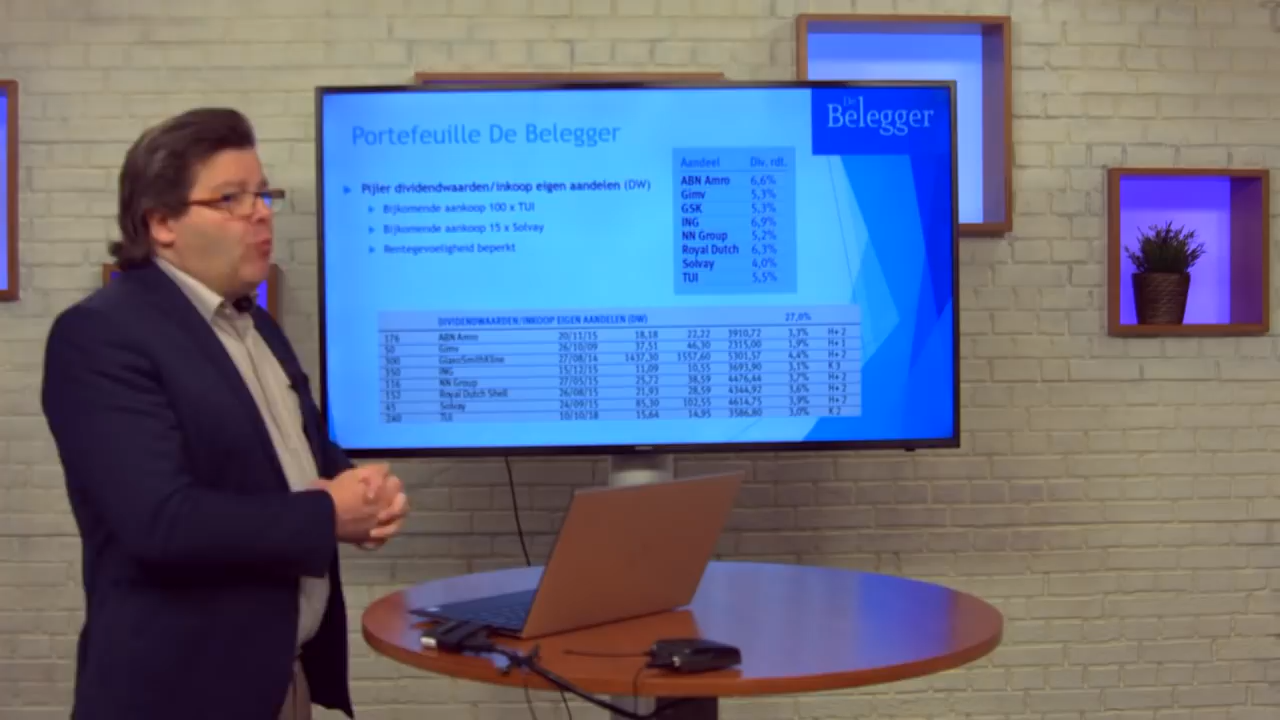 De
Belegger
Portefeuille De Belegger
Pijler dividendwaarden/inkoop eigen aandelen (DW)
Bijkomende aankoop 100 x TUI
Bijkomende aankoop 15 x Solvay
Rentegevoeligheid beperkt
Aandeel Div. rdt.
ABN Amro 6,6%
Gimv 5,3%
GSK 5,3%
ING 6,9%
NN Group 5,2%
Royal Dutch 6,3%
Solvay 4,0%
TUI 5,5%
DIVIDENDWAARDEN/INKOOP EIGEN AANDELEN (DW) 27,0%
176 ABN Amro 20/11/15 18,18 22,22 3910,72 3,3% H+ 2
50 Gimv 26/10/09 37,51 46,30 2315,00 1,9% H+ 1
300 GlaxoSmithKline 27/08/14 1437,30 1557,60 5301,57 4,4% H+ 2
350 ING 15/12/15 11,09 10,55 3693,90 3,1% K 3
116 NN Group 27/05/15 25,72 38,59 4476,44 3,7% H+ 2
152 Royal Dutch Shell 26/08/15 21,93 28,59 4344,92 3,6% H+ 2
45 Solvay 24/09/15 85,30 102,55 4614,75 3,9% H+ 2
240 TUI 10/10/18 15,64 14,95 3586,80 3,0% K 2